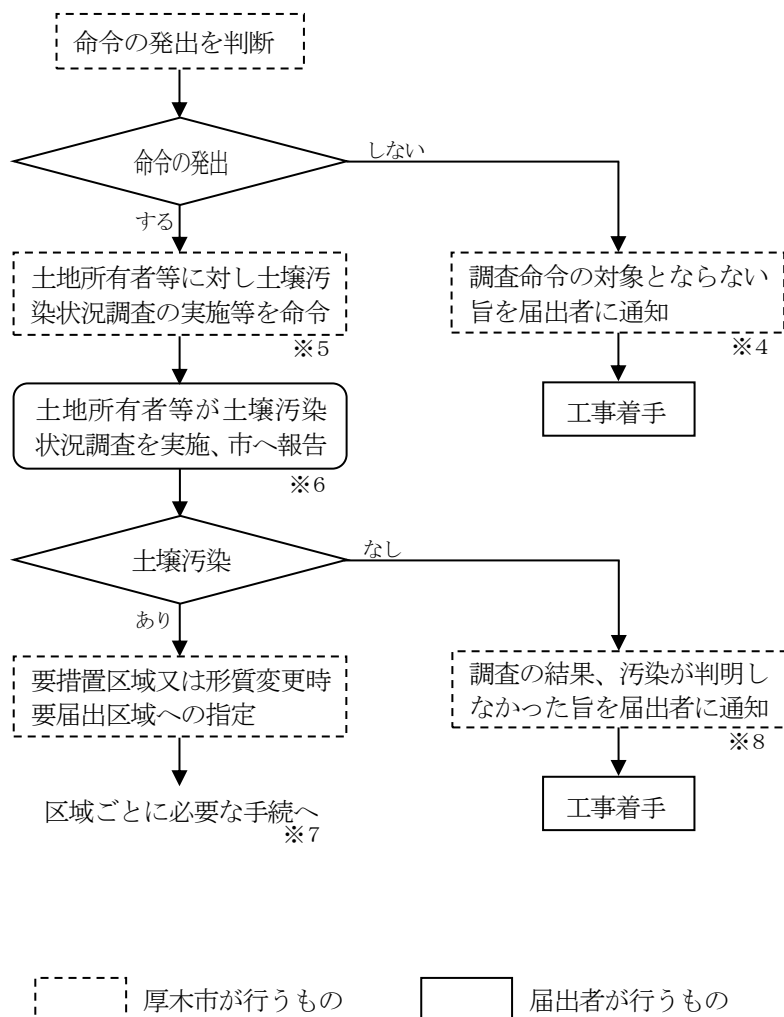 命令の発出を判断
命令の発出
しない
する
土地所有者等に対し土壌汚
染状況調査の実施等を命令
※5
調査命令の対象とならない
旨を届出者に通知
※4
土地所有者等が土壌汚染
状況調査を実施、市へ報告
※6
工事着手
土壌汚染
なし
あり
要措置区域又は形質変更時
要届出区域への指定
調査の結果、汚染が判明し
なかった旨を届出者に通知
※8
区域ごとに必要な手続へ
※7
工事着手
厚木市が行うもの
届出者が行うもの